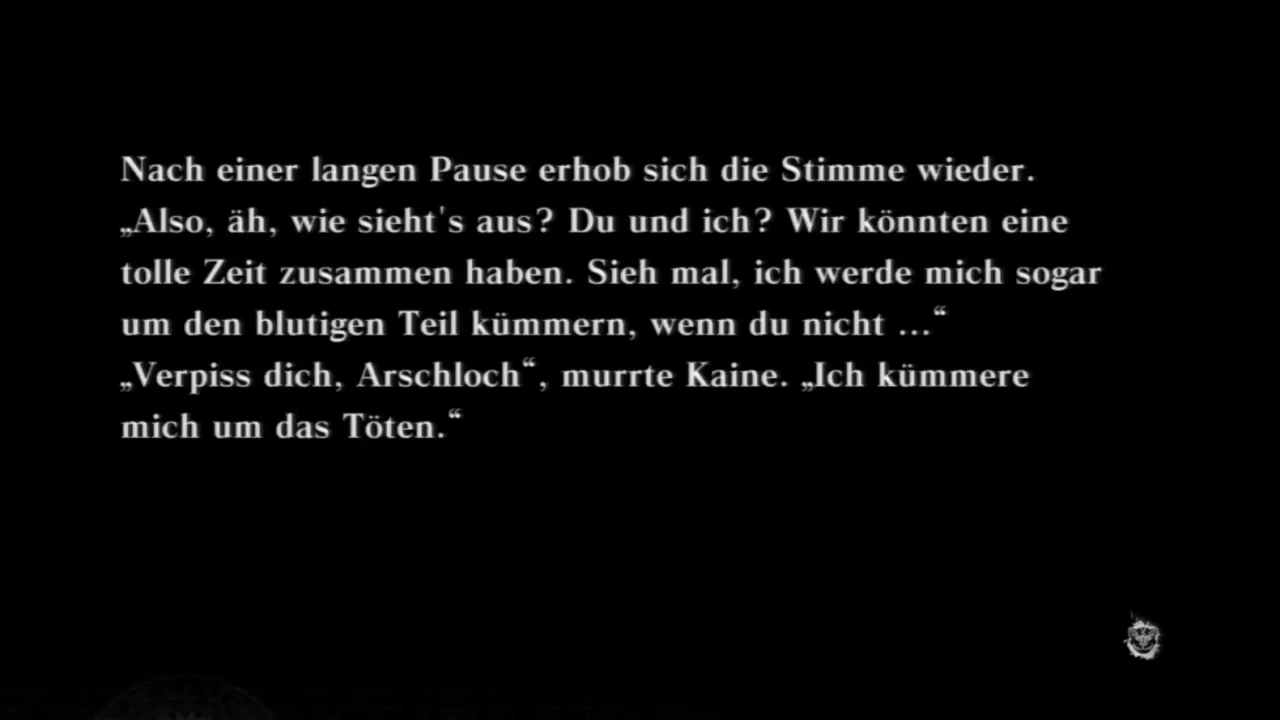 Nach einer langen Pause erhob sich die Stimme wieder.
„Also, äh, wie sieht's aus? Du und ich? Wir könnten eine
tolle Zeit zusammen haben. Sieh mal, ich werde mich sogar
um den blutigen Teil kümmern, wenn du nicht ...“
„Verpiss dich, Arschloch“, murrte Kaine. „Ich kümmere
mich um das Töten.“